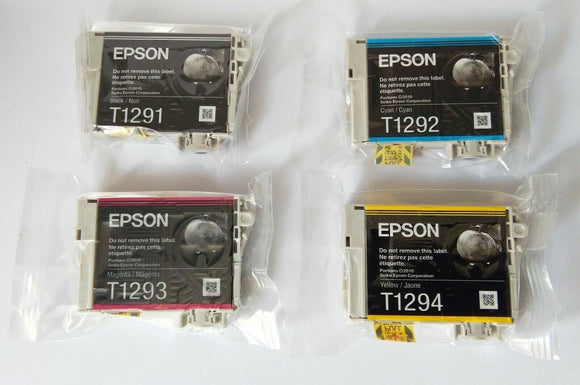 EPSON
Do not remove this label.
Ne retirez pas cette
étiquette.
Portions ©2010
Seiko Epson Corporation
Black / Noir
T1291
EPSON
Do not remove this label.
Ne retirez pas cette
étiquette.
Portions ©2010
Seiko Epson Corporation
Cyan / Cyan
T1292
EPSON
Do not remove this label.
Ne retirez pas cette
étiquette.
Portions ©2010
Seiko Epson Corporation
Magenta / Magenta
T1293
EPSON
Do not remove this label.
Ne retirez pas cette
étiquette.
Portions ©2010
Seiko Epson Corporation
Yellow / Jaune
T1294
PULL